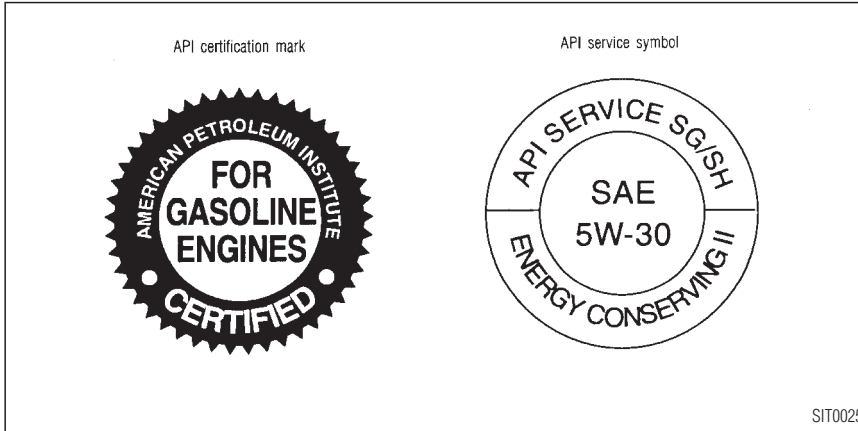 API certification mark
AMERICAN PETROLEUM INSTITUTE
FOR
GASOLINE
ENGINES
CERTIFIED
API service symbol
API SERVICE SG/SH
SAE
5W-30
ENERGY CONSERVING II
SIT0025